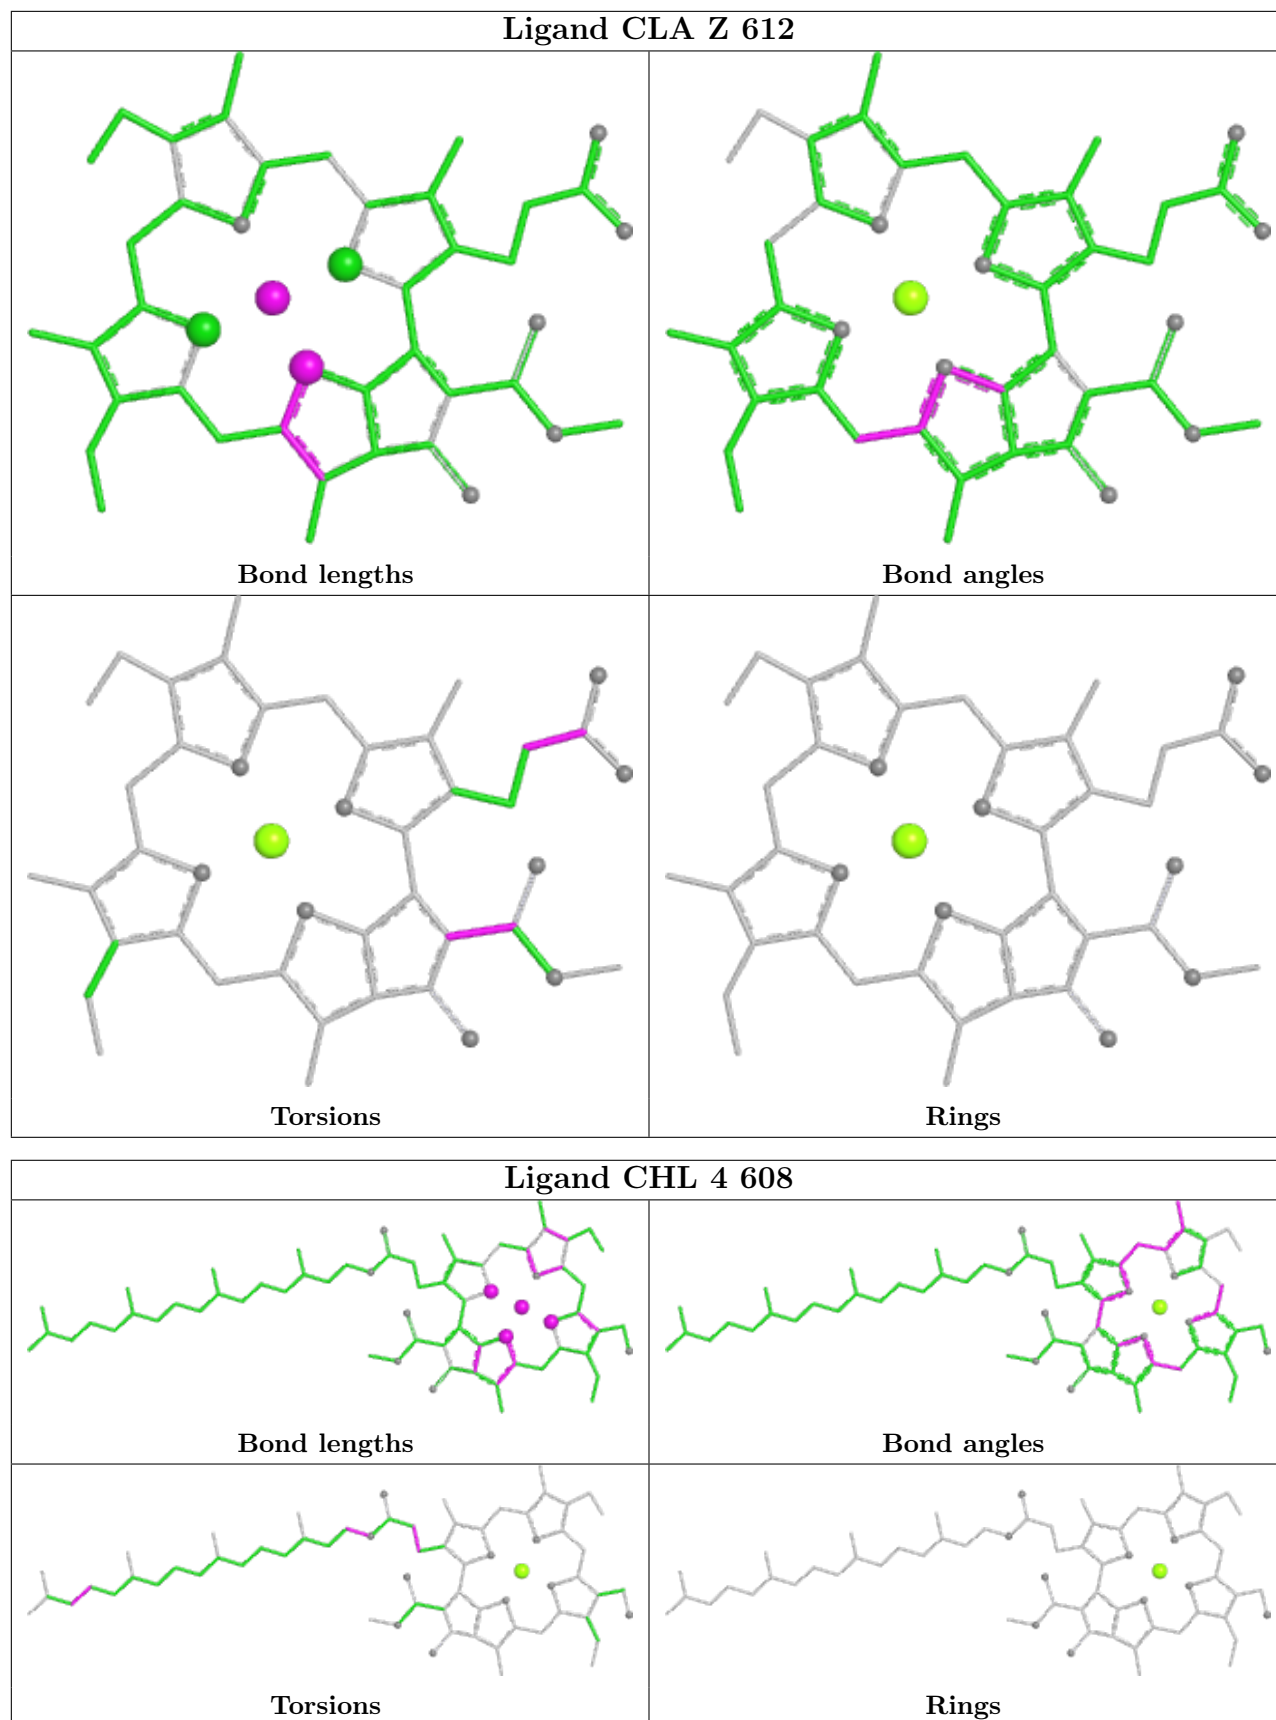 Ligand CLA Z 612
Bond lengths
Bond angles
Torsions
Rings
Ligand CHL 4 608
Bond lengths
Bond angles
Torsions
Rings